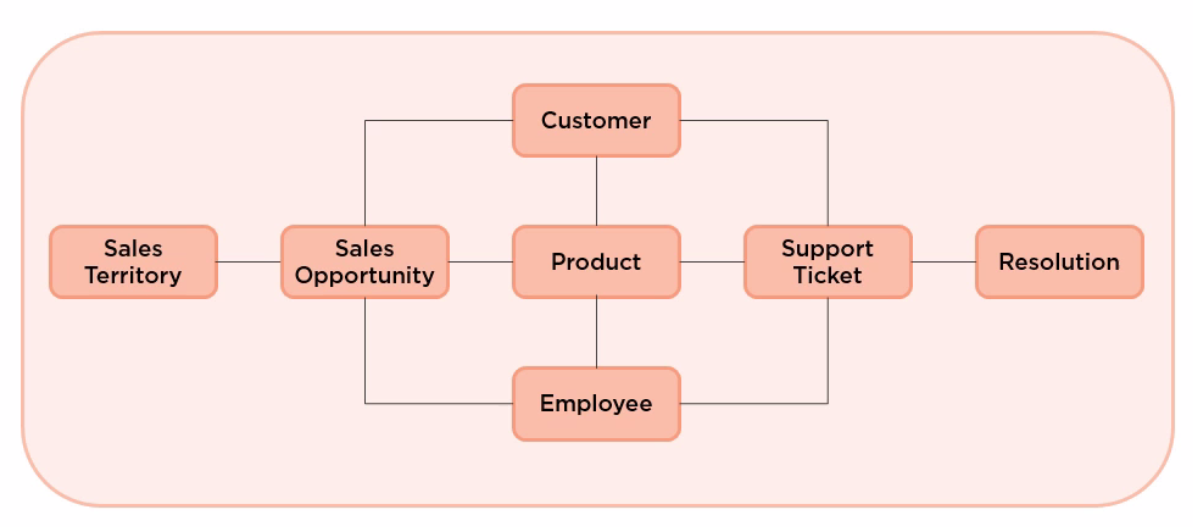 Customer
Sales
Territory
Sales
Opportunity
Product
Support
Ticket
Resolution
Employee